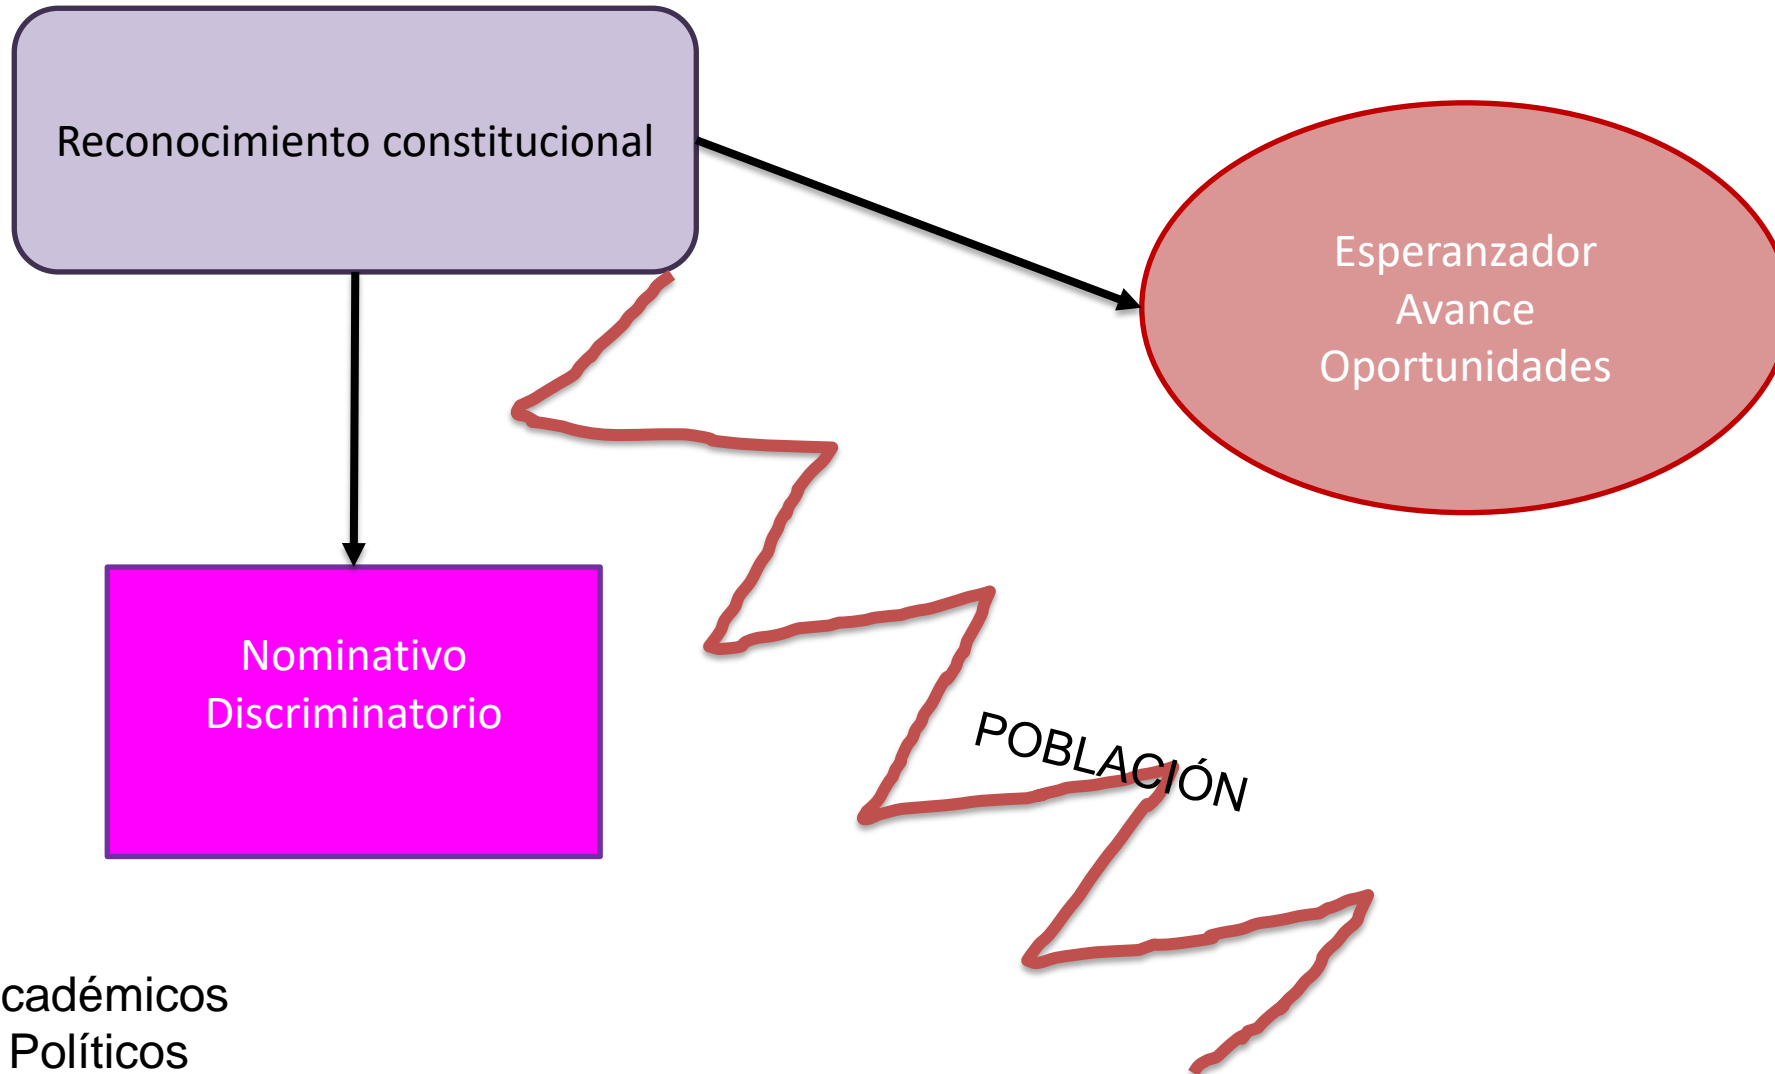 Reconocimiento constitucional
Esperanzador
Avance
Oportunidades
Nominativo
Discriminatorio
POBLACIÓN
cadémicos
Políticos